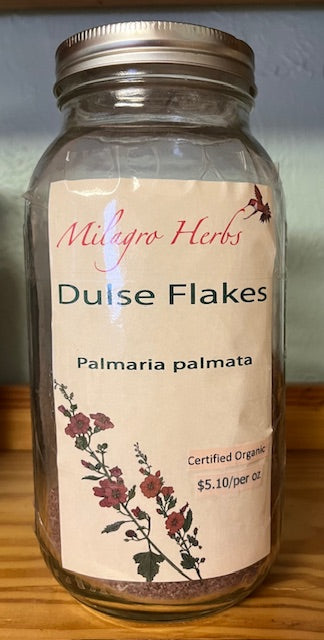 Milagro Herbs
Dulse Flakes
Palmaria palmata
Certified Organic
$5.10/per oz